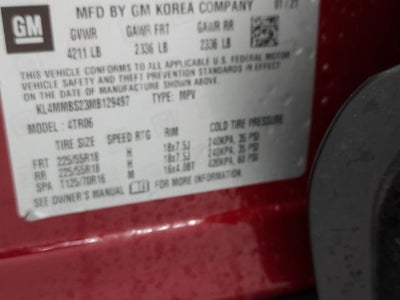 GM
MFD BY GM KOREA COMPANY 01/21
GVWR GAWR FRT GAWR RR
4211 LB 2336 LB 2336 LB
THIS VEHICLE CONFORMS TO ALL APPLICABLE U.S. FEDERAL MOTOR
VEHICLE SAFETY AND THEFT PREVENTION STANDARDS IN EFFECT
ON THE DATE OF MANUFACTURE SHOWN ABOVE.
KL4MMBS23MB129497 TYPE: MPV
MODEL : 4TR06
TIRE SIZE SPEED RTG RIM COLD TIRE PRESSURE
FRT 225/55R18 H 18x7.5J 240KPA, 35 PSI
RR 225/55R18 H 18x7.5J 240KPA, 35 PSI
SPA T125/70R16 M 16x4.0BT 420KPA, 60 PSI
SEE OWNER'S MANUAL FOR MORE INFORMATION.